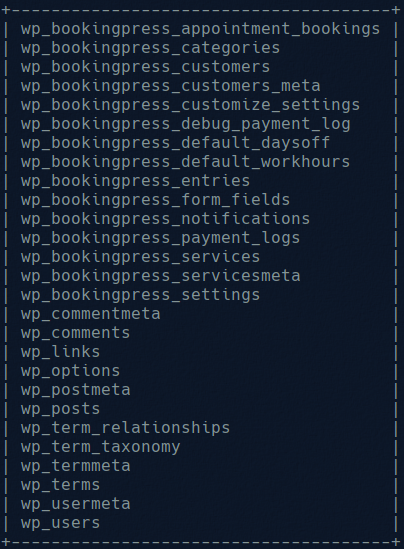 +--------------------------------------+
| wp_bookingpress_appointment_bookings |
| wp_bookingpress_categories           |
| wp_bookingpress_customers            |
| wp_bookingpress_customers_meta       |
| wp_bookingpress_customize_settings   |
| wp_bookingpress_debug_payment_log    |
| wp_bookingpress_default_daysoff      |
| wp_bookingpress_default_workhours    |
| wp_bookingpress_entries              |
| wp_bookingpress_form_fields          |
| wp_bookingpress_notifications        |
| wp_bookingpress_payment_logs         |
| wp_bookingpress_services             |
| wp_bookingpress_servicesmeta         |
| wp_bookingpress_settings             |
| wp_commentmeta                       |
| wp_comments                          |
| wp_links                             |
| wp_options                           |
| wp_postmeta                          |
| wp_posts                             |
| wp_term_relationships                |
| wp_term_taxonomy                     |
| wp_termmeta                          |
| wp_terms                             |
| wp_usermeta                          |
| wp_users                             |
+--------------------------------------+